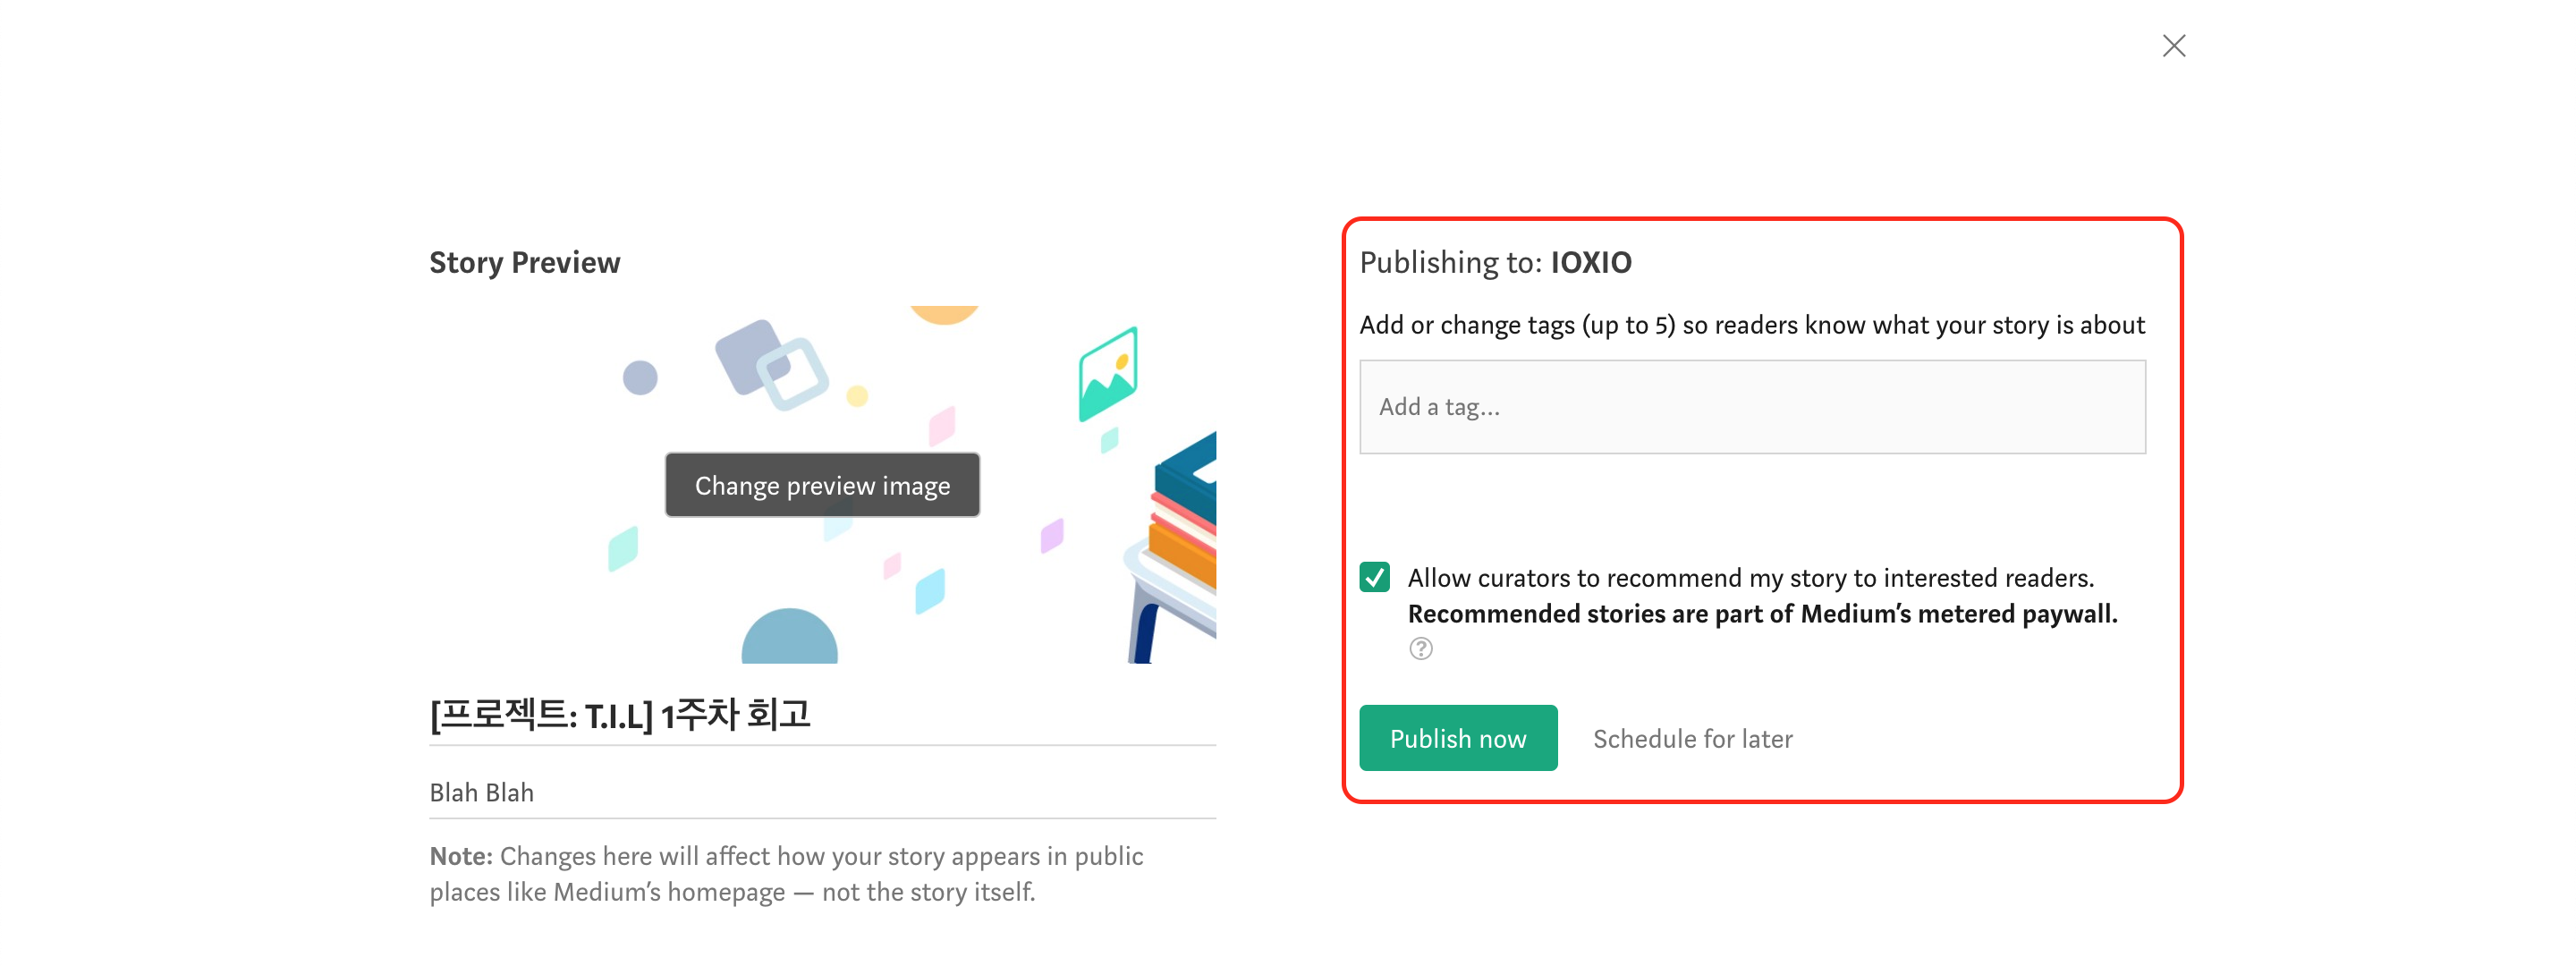 Story Preview
Change preview image
[프로젝트: T.I.L] 1주차 회고
Blah Blah
Note: Changes here will affect how your story appears in public
places like Medium’s homepage — not the story itself.
Publishing to: IOXIO
Add or change tags (up to 5) so readers know what your story is about
Add a tag...
Allow curators to recommend my story to interested readers.
Recommended stories are part of Medium’s metered paywall.
?
Publish now
Schedule for later